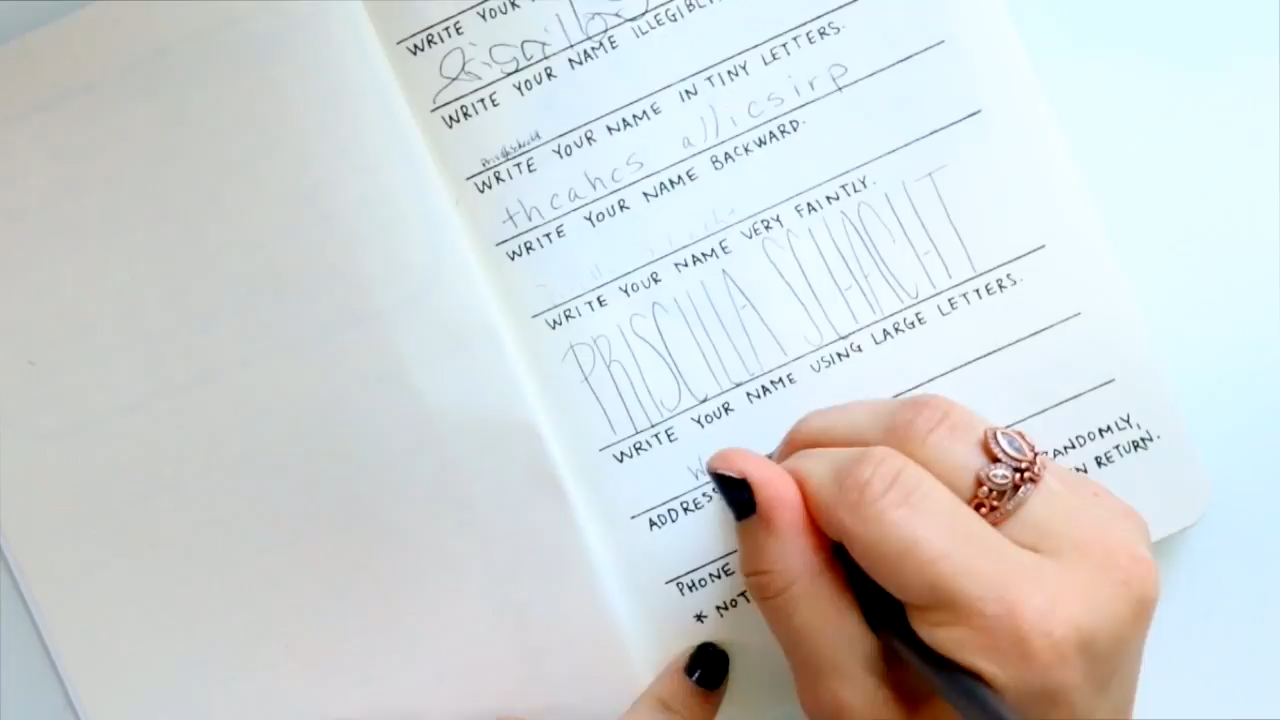 WRITE YOUR
WRITE YOUR NAME ILLEGIBLY.
WRITE YOUR NAME IN TINY LETTERS.
thcahcs allicsirp
WRITE YOUR NAME BACKWARD.
WRITE YOUR NAME VERY FAINTLY.
PRISCILLA SCHACHT
WRITE YOUR NAME USING LARGE LETTERS.
W
ADDRESS
PHONE
* NOT RANDOMLY,
RETURN.